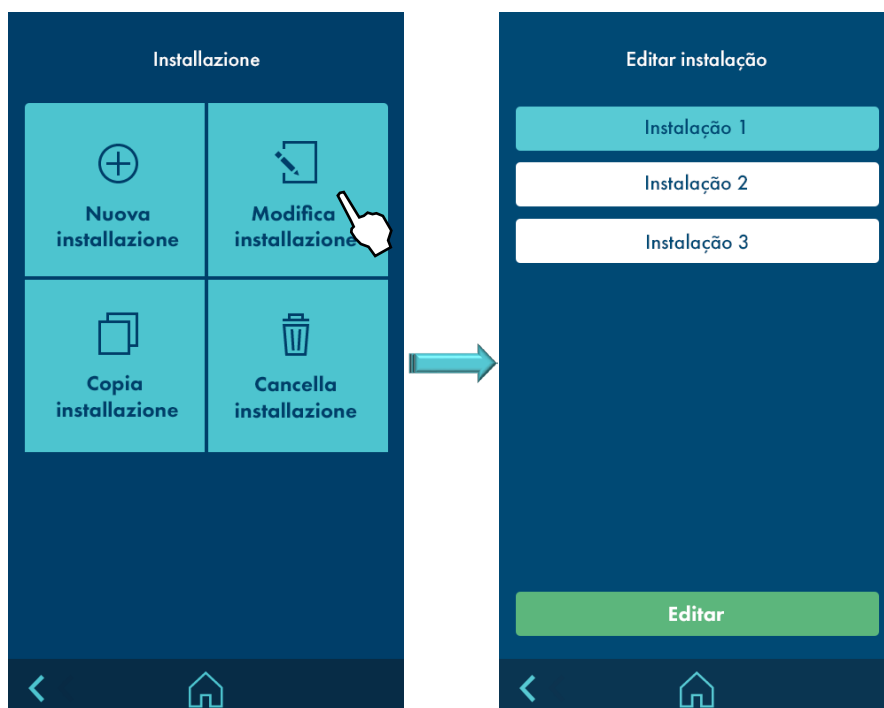 Installazione
Nuova
installazione
Modifica
installazione
Copia
installazione
Cancella
installazione
Editar instalação
Instalação 1
Instalação 2
Instalação 3
Editar